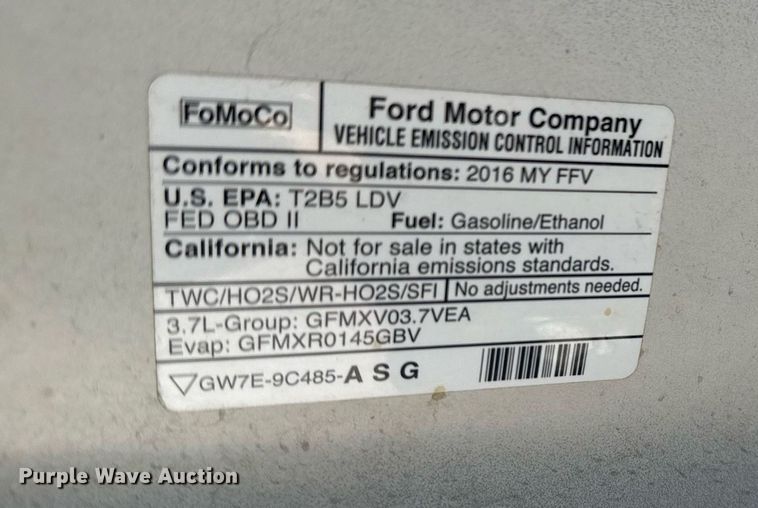 FoMoCo
Ford Motor Company
VEHICLE EMISSION CONTROL INFORMATION
Conforms to regulations: 2016 MY FFV
U.S. EPA: T2B5 LDV
FED OBD II Fuel: Gasoline/Ethanol
California: Not for sale in states with
California emissions standards.
TWC/HO2S/WR-HO2S/SFI No adjustments needed.
3.7L-Group: GFMXV03.7VEA
Evap: GFMXR0145GBV
▽GW7E-9C485-A S G
Purple Wave Auction